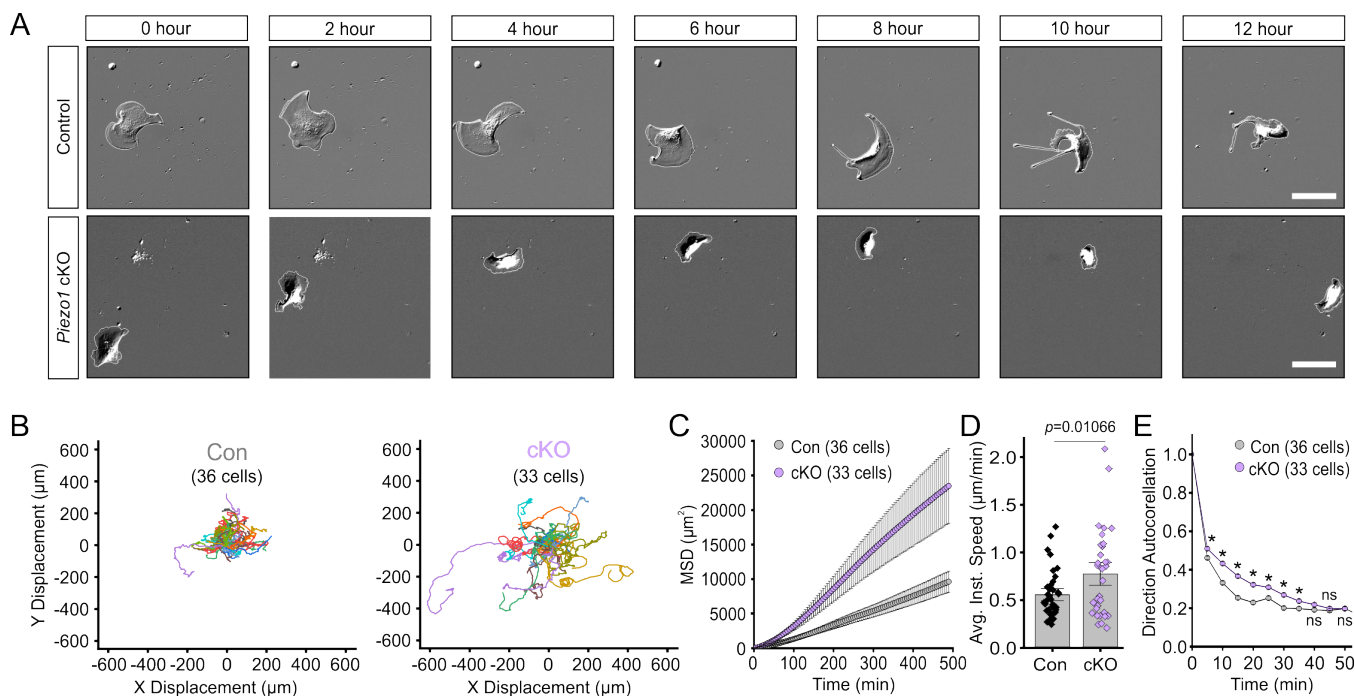 A
0 hour
2 hour
4 hour
6 hour
8 hour
10 hour
12 hour
Control
Piezo1 cKO
B
Y Displacement (µm)
600
400
200
0
-200
-400
-600
Con
(36 cells)
-600 -400 -200 0 200 400 600
X Displacement (µm)
600
400
200
0
-200
-400
-600
cKO
(33 cells)
-600 -400 -200 0 200 400 600
X Displacement (µm)
C
MSD (µm²)
30000
25000
20000
15000
10000
5000
0
Con (36 cells)
cKO (33 cells)
0 100 200 300 400 500
Time (min)
D
Avg. Inst. Speed (µm/min)
p=0.01066
2.0
1.5
1.0
0.5
0.0
Con cKO
E
Direction Autocorellation
1.0
0.8
0.6
0.4
0.2
0.0
Con (36 cells)
cKO (33 cells)
* * * * * * *
ns
ns ns
0 10 20 30 40 50
Time (min)